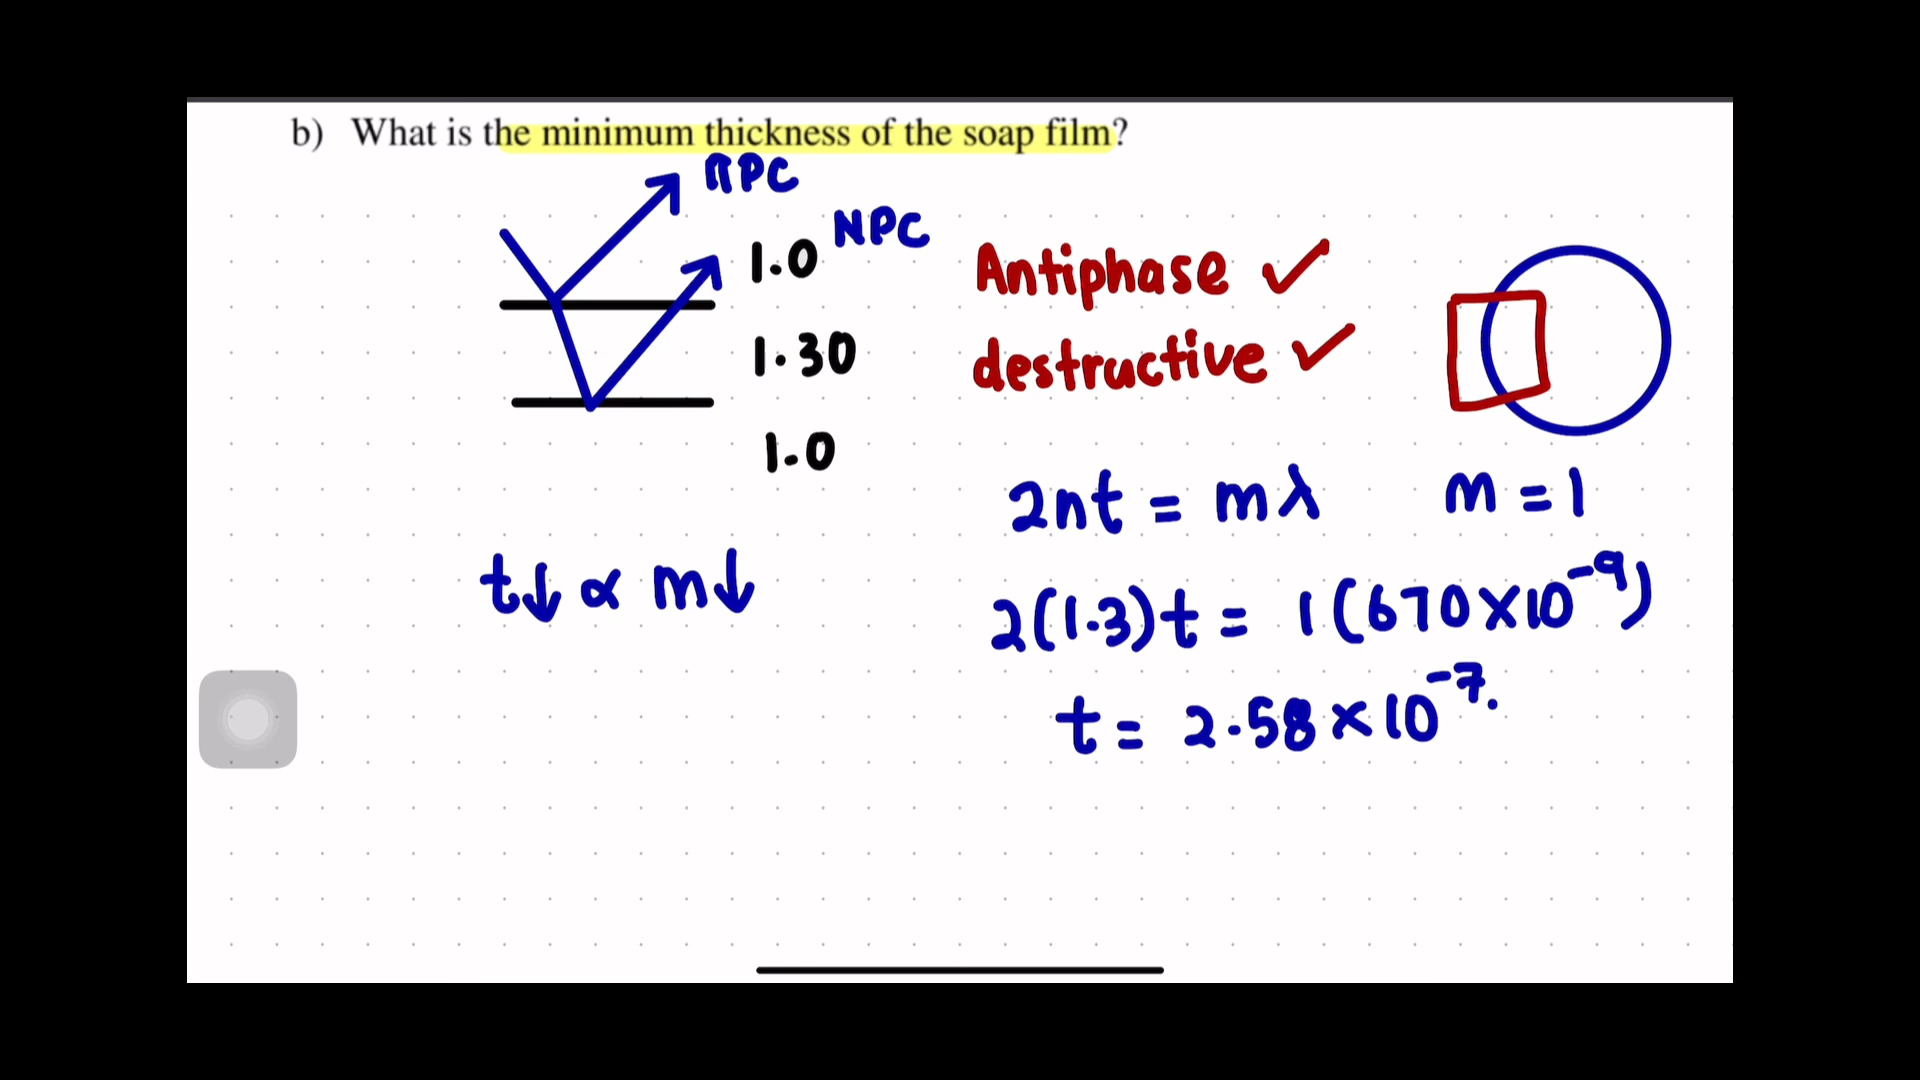 b) What is the minimum thickness of the soap film?
πPC
NPC
1.0
1.30
1.0
Antiphase ✓
destructive ✓
2nt = mλ m = 1
t↓ ∝ m↓
2(1.3)t = 1(670×10⁻⁹)
t = 2.58×10⁻⁷.